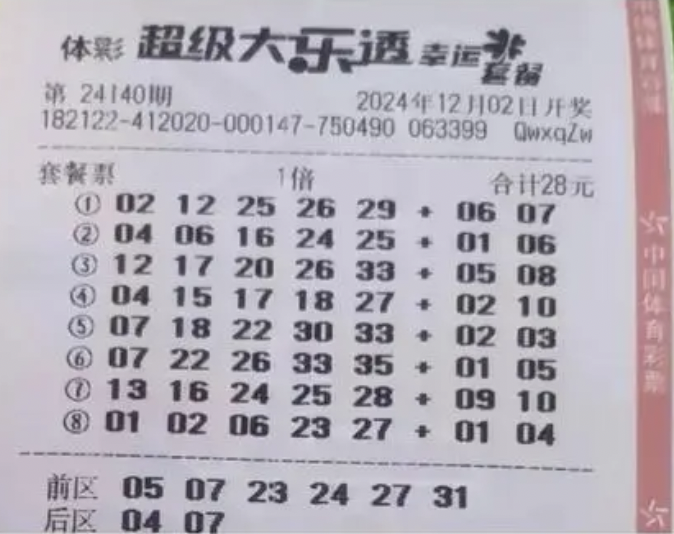 体彩 超级大乐透 幸运套餐
第 24140期 2024年12月02日开奖
182122-412020-000147-750490 063399 QwxqZw
套餐票 1倍 合计28元
① 02 12 25 26 29 + 06 07
② 04 06 16 24 25 + 01 06
③ 12 17 20 26 33 + 05 08
④ 04 15 17 18 27 + 02 10
⑤ 07 18 22 30 33 + 02 03
⑥ 07 22 26 33 35 + 01 05
⑦ 13 16 24 25 28 + 09 10
⑧ 01 02 06 23 27 + 01 04
前区 05 07 23 24 27 31
后区 04 07
中国体育彩票